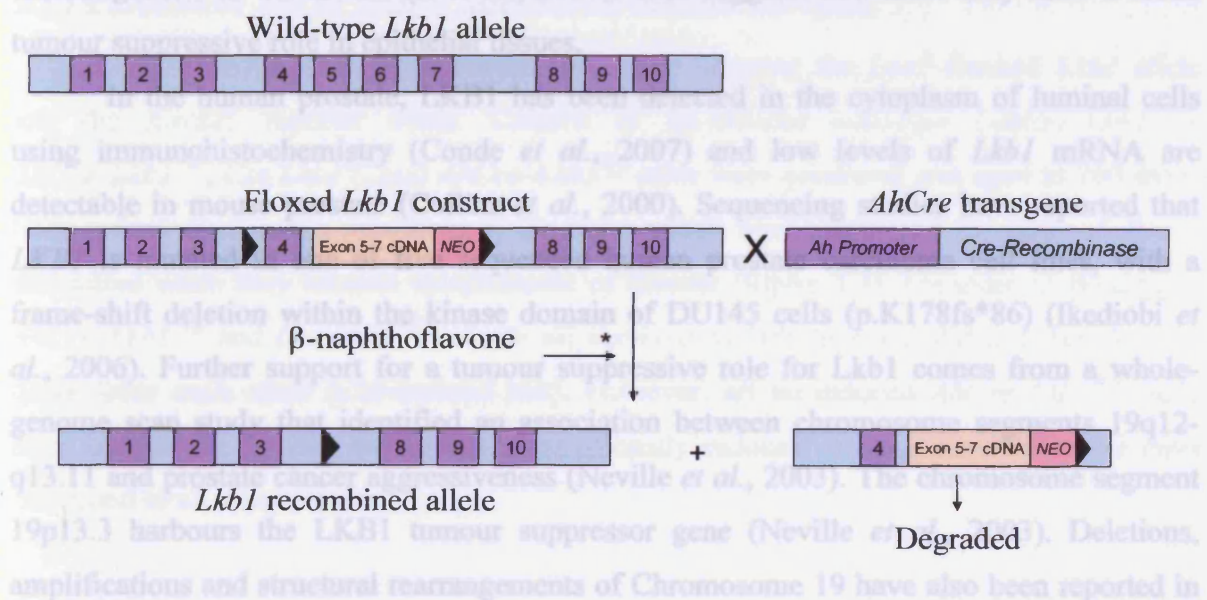 Wild-type Lkb1 allele
tumour suppressive role in epithelial tissues.
1 2 3 4 5 6 7 8 9 10
In the human prostate, LKB1 has been detected in the cytoplasm of luminal cells
using immunohistochemistry (Conde et al., 2007) and low levels of Lkb1 mRNA are
Floxed Lkb1 construct AhCre transgene
detectable in mouse et al., 2000). Sequencing reported that
1 2 3 4 Exon 5-7 cDNA NEO 8 9 10 X Ah Promoter Cre-Recombinase
with a
frame-shift deletion within the kinase domain of DU145 cells (p.K178fs*86) (Ikediobi et
β-naphthoflavone *
al., 2006). Further support for a tumour suppressive role for Lkb1 comes from a whole-
genome scan study that identified an association between chromosome segments 19q12-
1 2 3 8 9 10 + 4 Exon 5-7 cDNA NEO
q13.11 and prostate cancer aggressiveness (Neville et al., 2003). The chromosome segment
Lkb1 recombined allele
19p13.3 harbours the LKB1 tumour suppressor gene (Neville et al., 2003). Deletions,
Degraded
amplifications and structural rearrangements of Chromosome 19 have also been reported in